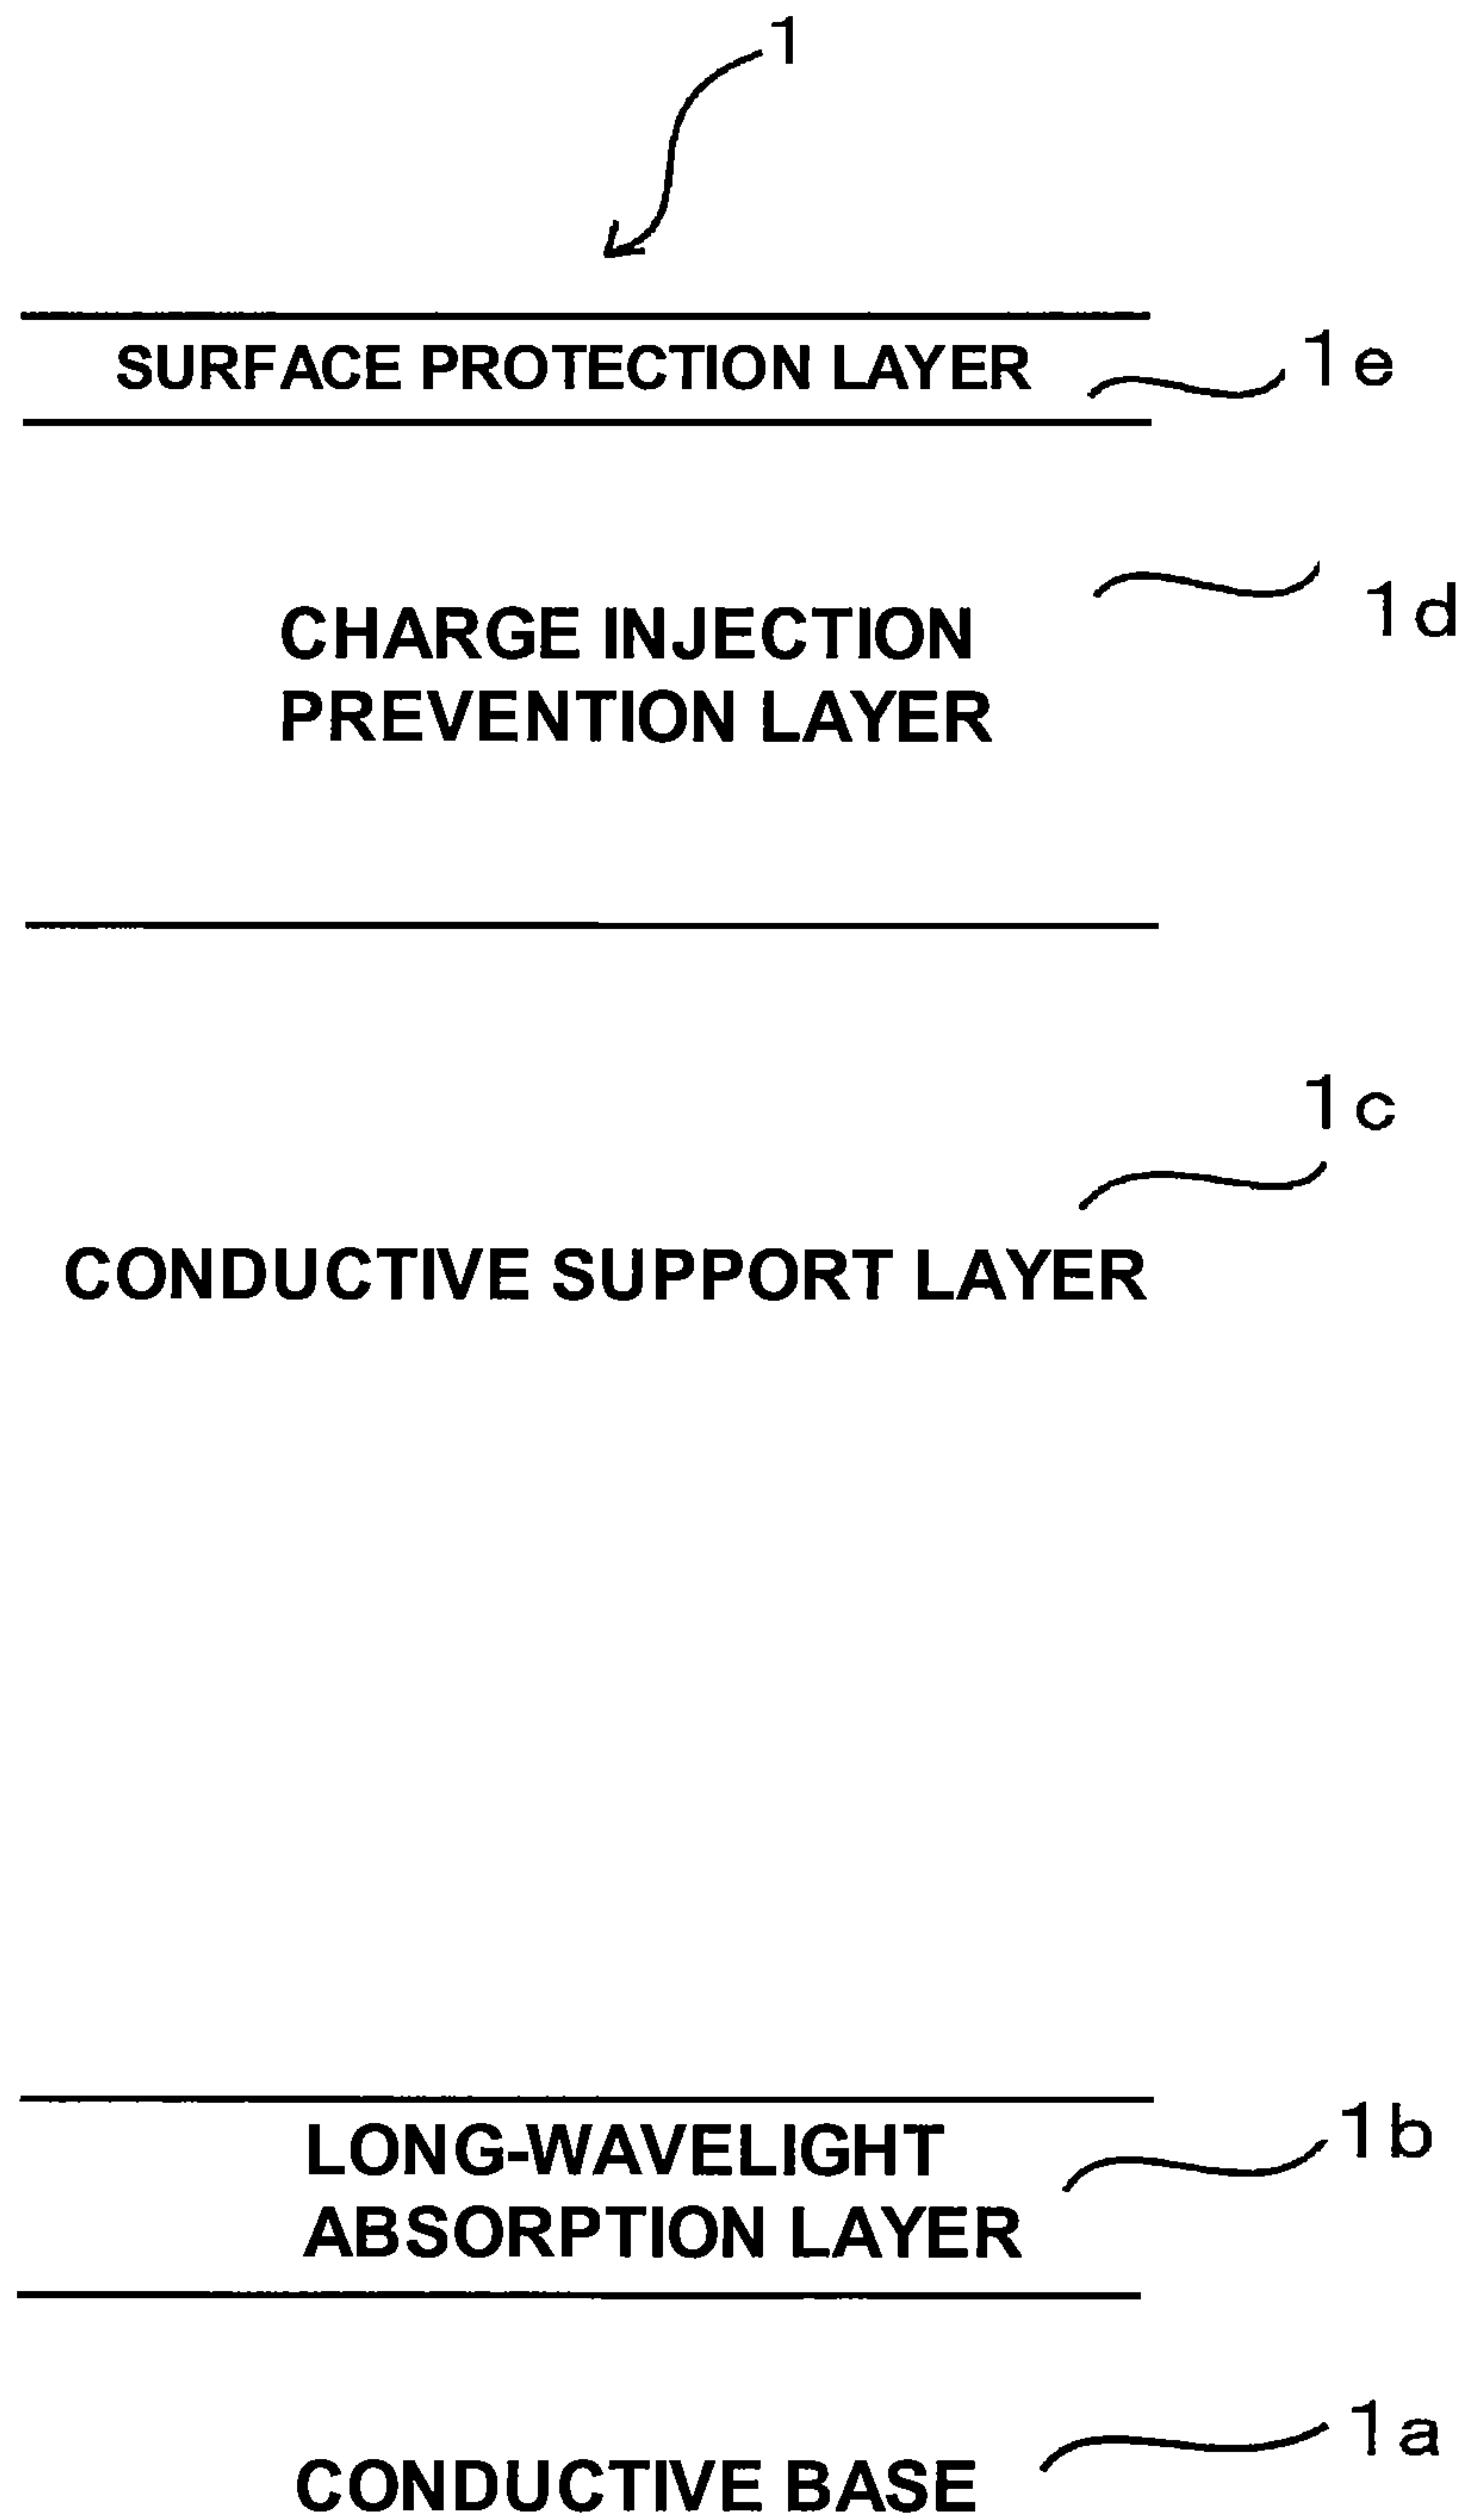 1
SURFACE PROTECTION LAYER
1e
CHARGE INJECTION
PREVENTION LAYER
1d
1c
CONDUCTIVE SUPPORT LAYER
LONG-WAVELIGHT
ABSORPTION LAYER
1b
1a
CONDUCTIVE BASE